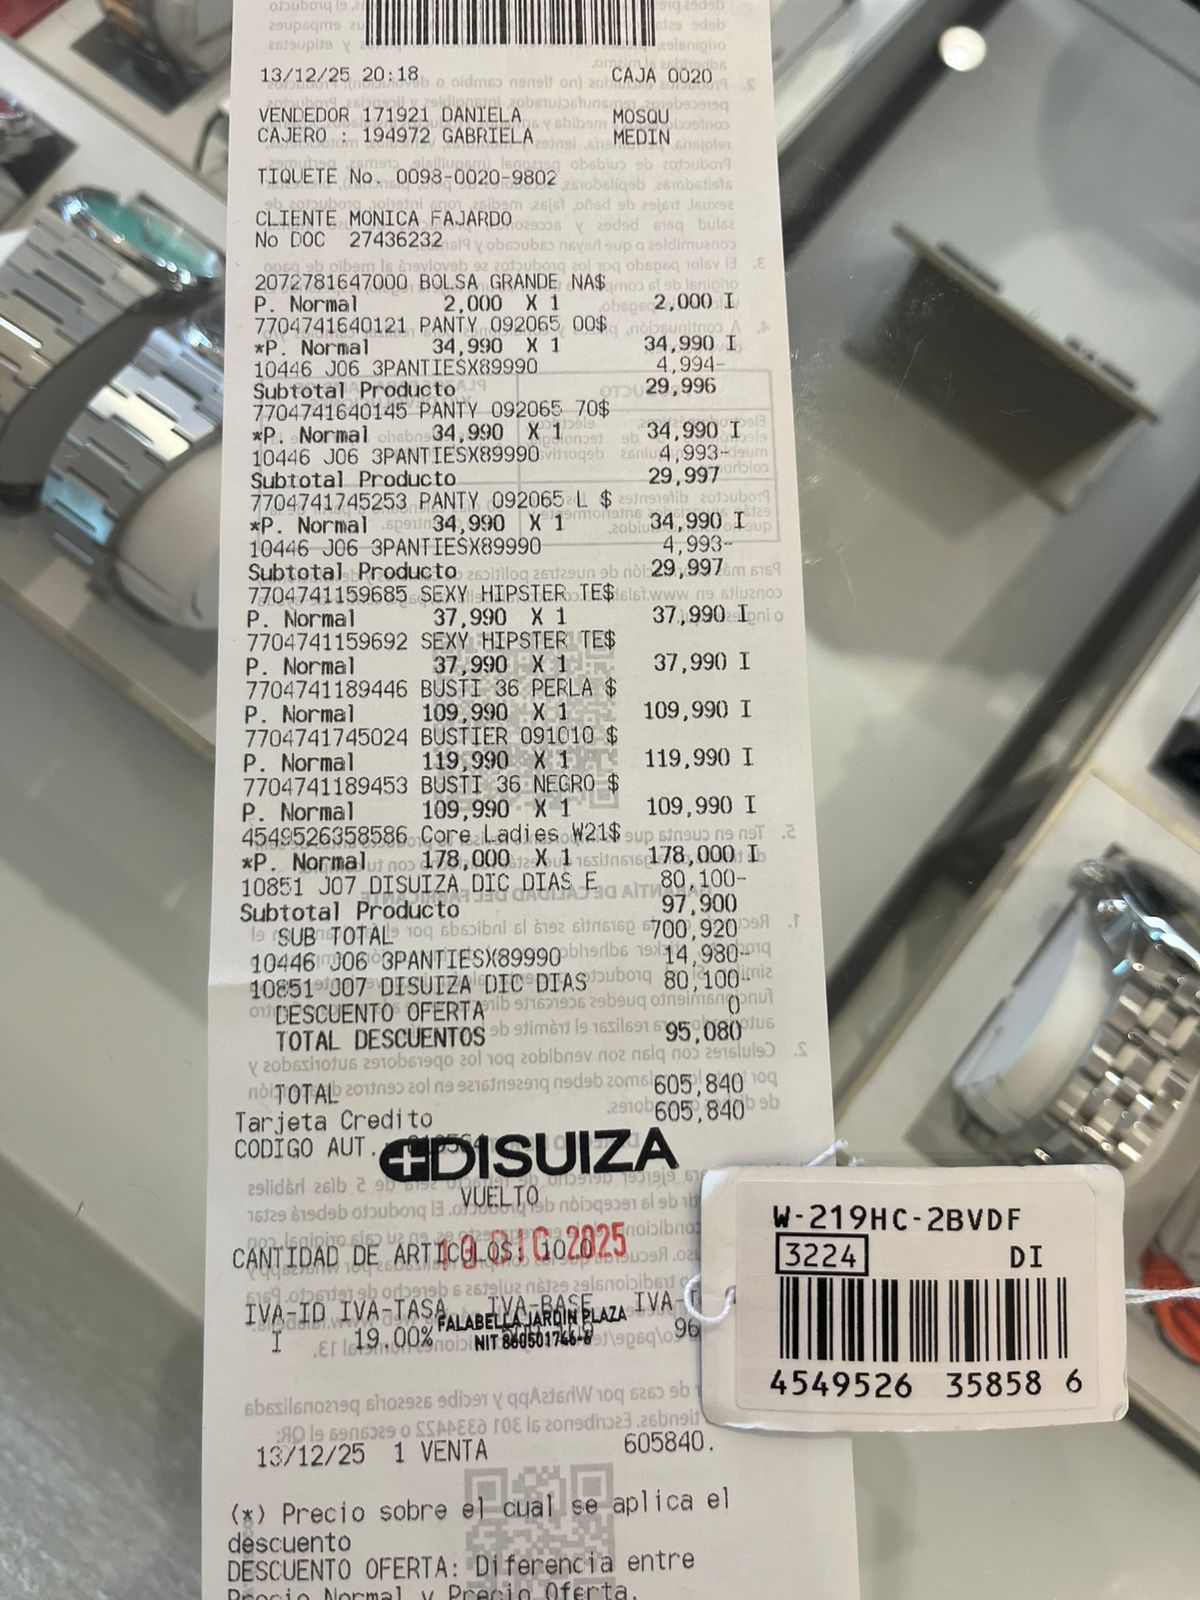 13/12/25 20:18 CAJA 0020
VENDEDOR 171921 DANIELA MOSQU
CAJERO : 194972 GABRIELA MEDIN
TIQUETE No. 0098-0020-9802
CLIENTE MONICA FAJARDO
No DOC 27436232
2072781647000 BOLSA GRANDE NA$
P. Normal 2,000 X 1 2,000 I
7704741640121 PANTY 092065 00$
*P. Normal 34,990 X 1 34,990 I
10446 J06 3PANTIESX89990 4,994-
Subtotal Producto 29,996
7704741640145 PANTY 092065 70$
*P. Normal 34,990 X 1 34,990 I
10446 J06 3PANTIESX89990 4,993-
Subtotal Producto 29,997
7704741745253 PANTY 092065 L $
*P. Normal 34,990 X 1 34,990 I
10446 J06 3PANTIESX89990 4,993-
Subtotal Producto 29,997
7704741159685 SEXY HIPSTER TE$
P. Normal 37,990 X 1 37,990 I
7704741159692 SEXY HIPSTER TE$
P. Normal 37,990 X 1 37,990 I
7704741189446 BUSTI 36 PERLA $
P. Normal 109,990 X 1 109,990 I
7704741745024 BUSTIER 091010 $
P. Normal 119,990 X 1 119,990 I
7704741189453 BUSTI 36 NEGRO $
P. Normal 109,990 X 1 109,990 I
4549526358586 Core Ladies W21$
*P. Normal 178,000 X 1 178,000 I
10851 J07 DISUIZA DIC DIAS E 80,100-
Subtotal Producto 97,900
SUB TOTAL 700,920
10446 J06 3PANTIESX89990 14,980-
10851 J07 DISUIZA DIC DIAS 80,100-
DESCUENTO OFERTA 0
TOTAL DESCUENTOS 95,080
TOTAL 605,840
Tarjeta Credito 605,840
CODIGO AUT.
DISUIZA
VUELTO
DIC 2025
CANTIDAD DE ARTICULOS: 10.0
IVA-ID IVA-TASA IVA-BASE IVA-
I 19.00% 96
FALABELLA JARDIN PLAZA
NIT 860501746-6
13/12/25 1 VENTA 605840.
(*) Precio sobre el cual se aplica el
descuento
DESCUENTO OFERTA: Diferencia entre
Precio Normal y Precio Oferta.
W-219HC-2BVDF
3224 DI
4549526 35858 6